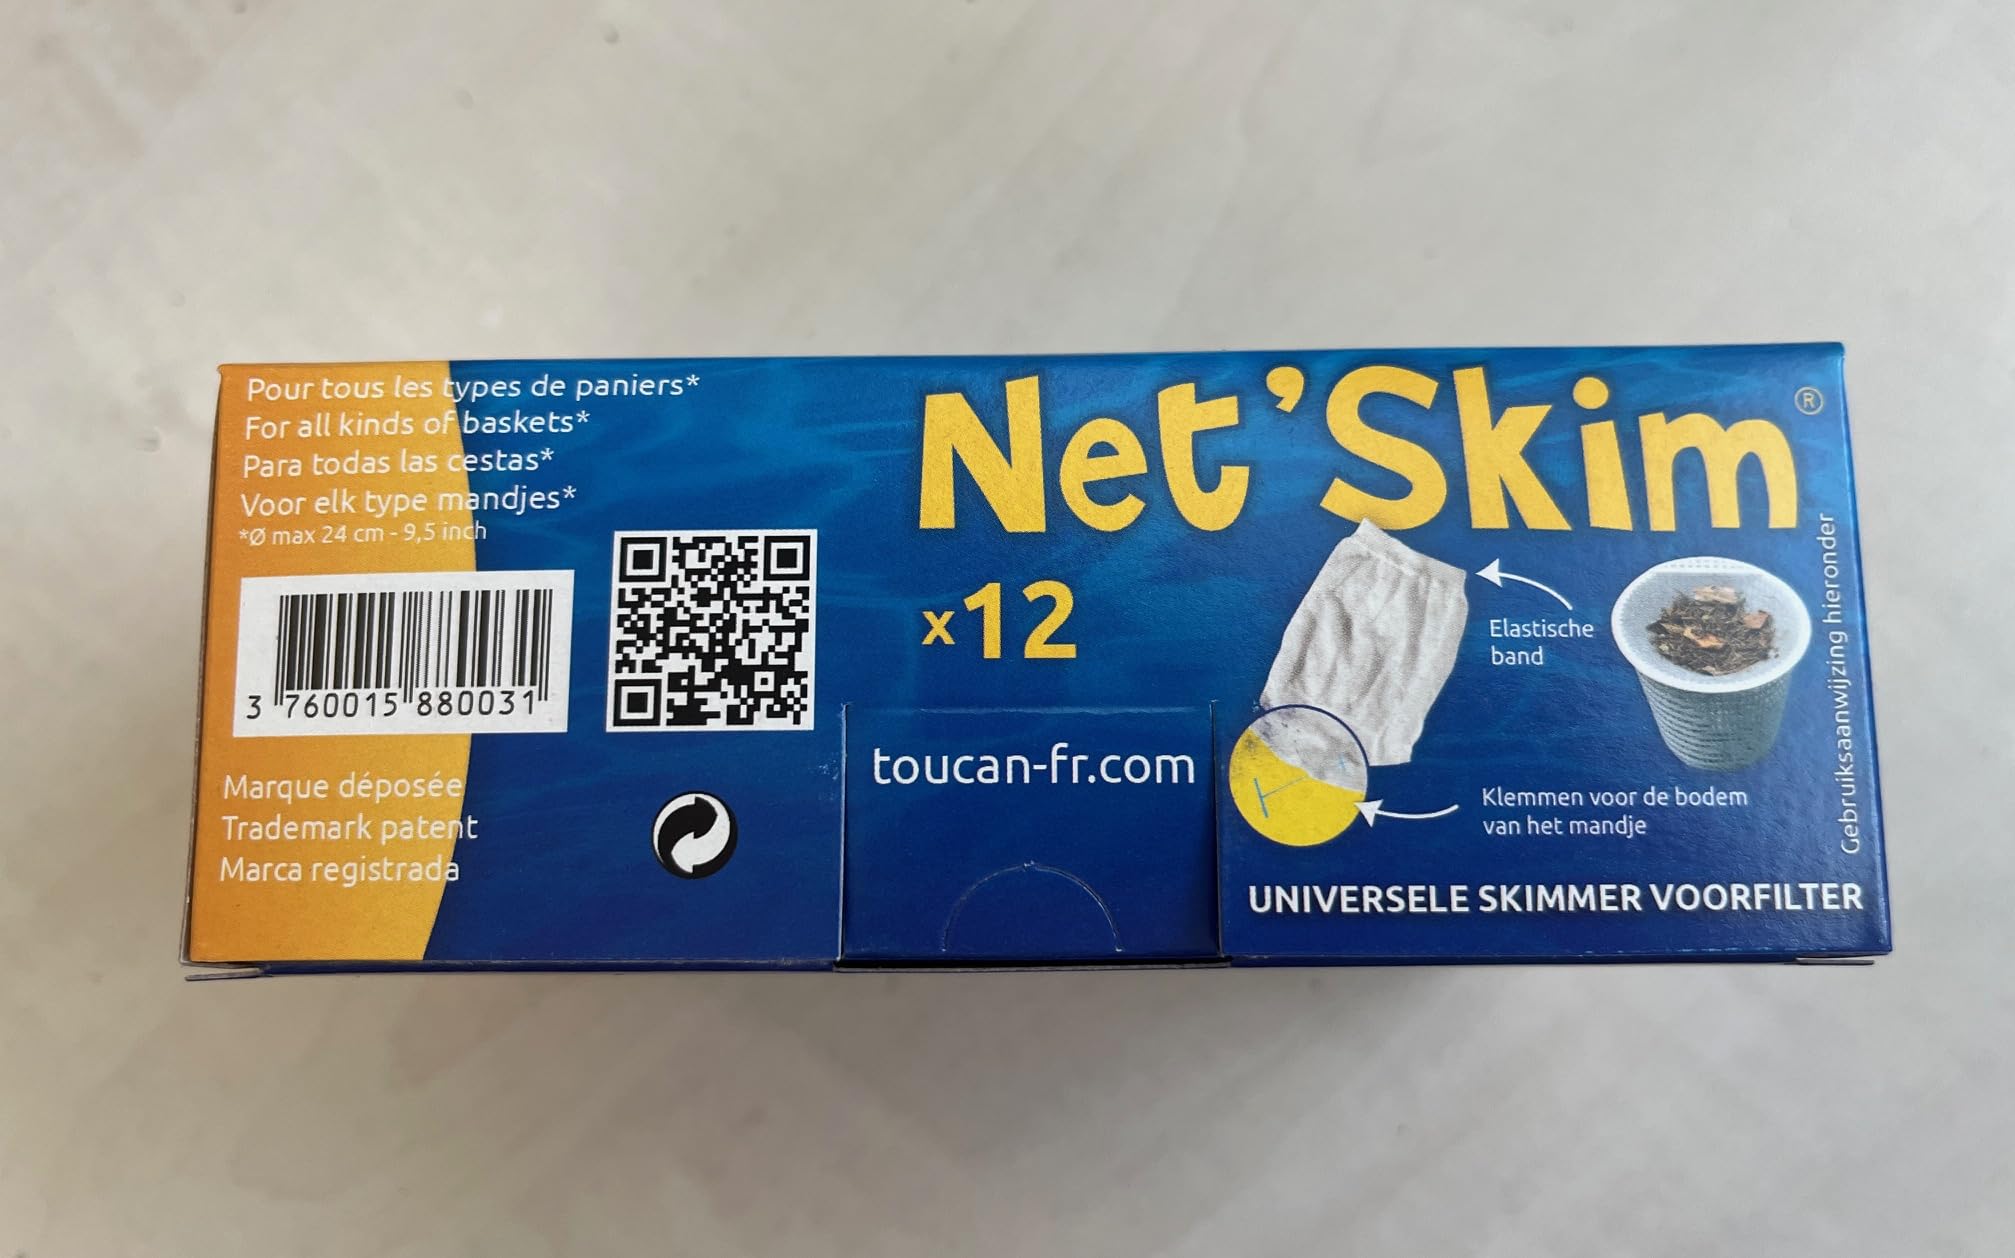 Pour tous les types de paniers*
For all kinds of baskets*
Para todas las cestas*
Voor elk type mandjes*
*Ø max 24 cm - 9,5 inch
3 760015 880031
Marque déposée
Trademark patent
Marca registrada
Net'Skim®
x12
toucan-fr.com
Elastische
band
Klemmen voor de bodem
van het mandje
UNIVERSELE SKIMMER VOORFILTER
Gebruiksaanwijzing hieronder